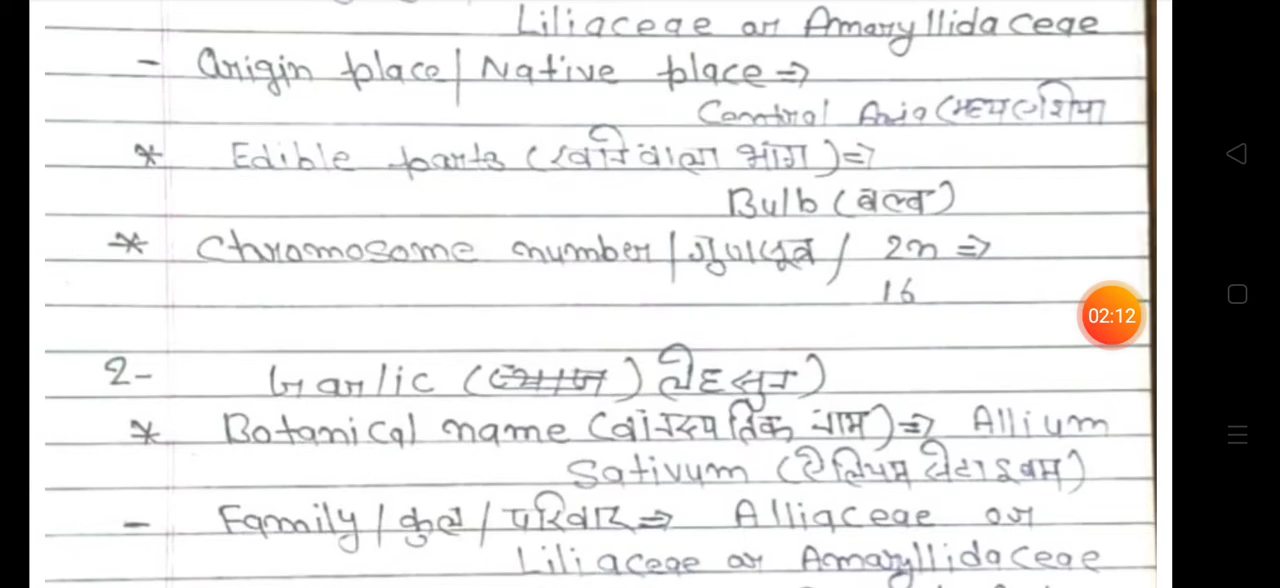 Liliaceae or Amaryllidaceae
- Origin place / Native place ⇒
Central Asia (मध्य एशिया
* Edible parts (खाने वाला भाग) ⇒
Bulb (बल्ब)
* Chromosome number / गुणसूत्र / 2n ⇒
16
02:12
2- Garlic (प्याज) लहसुन)
* Botanical name (वानस्पतिक नाम) ⇒ Allium
Sativum (ऐलियम सेटाइवम)
- Family / कुल / परिवार ⇒ Alliaceae or
Liliaceae or Amaryllidaceae